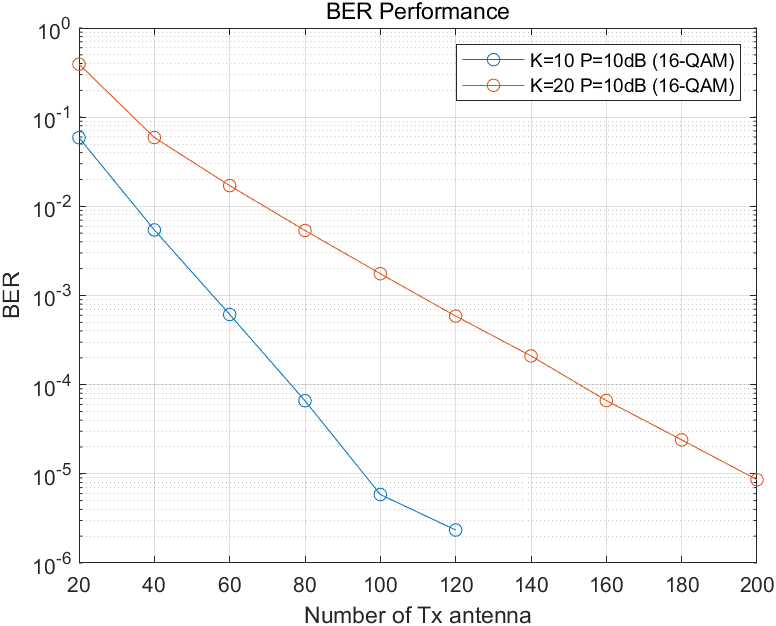 BER Performance
K=10 P=10dB (16-QAM)
K=20 P=10dB (16-QAM)
10^0
10^-1
10^-2
10^-3
10^-4
10^-5
10^-6
BER
20 40 60 80 100 120 140 160 180 200
Number of Tx antenna